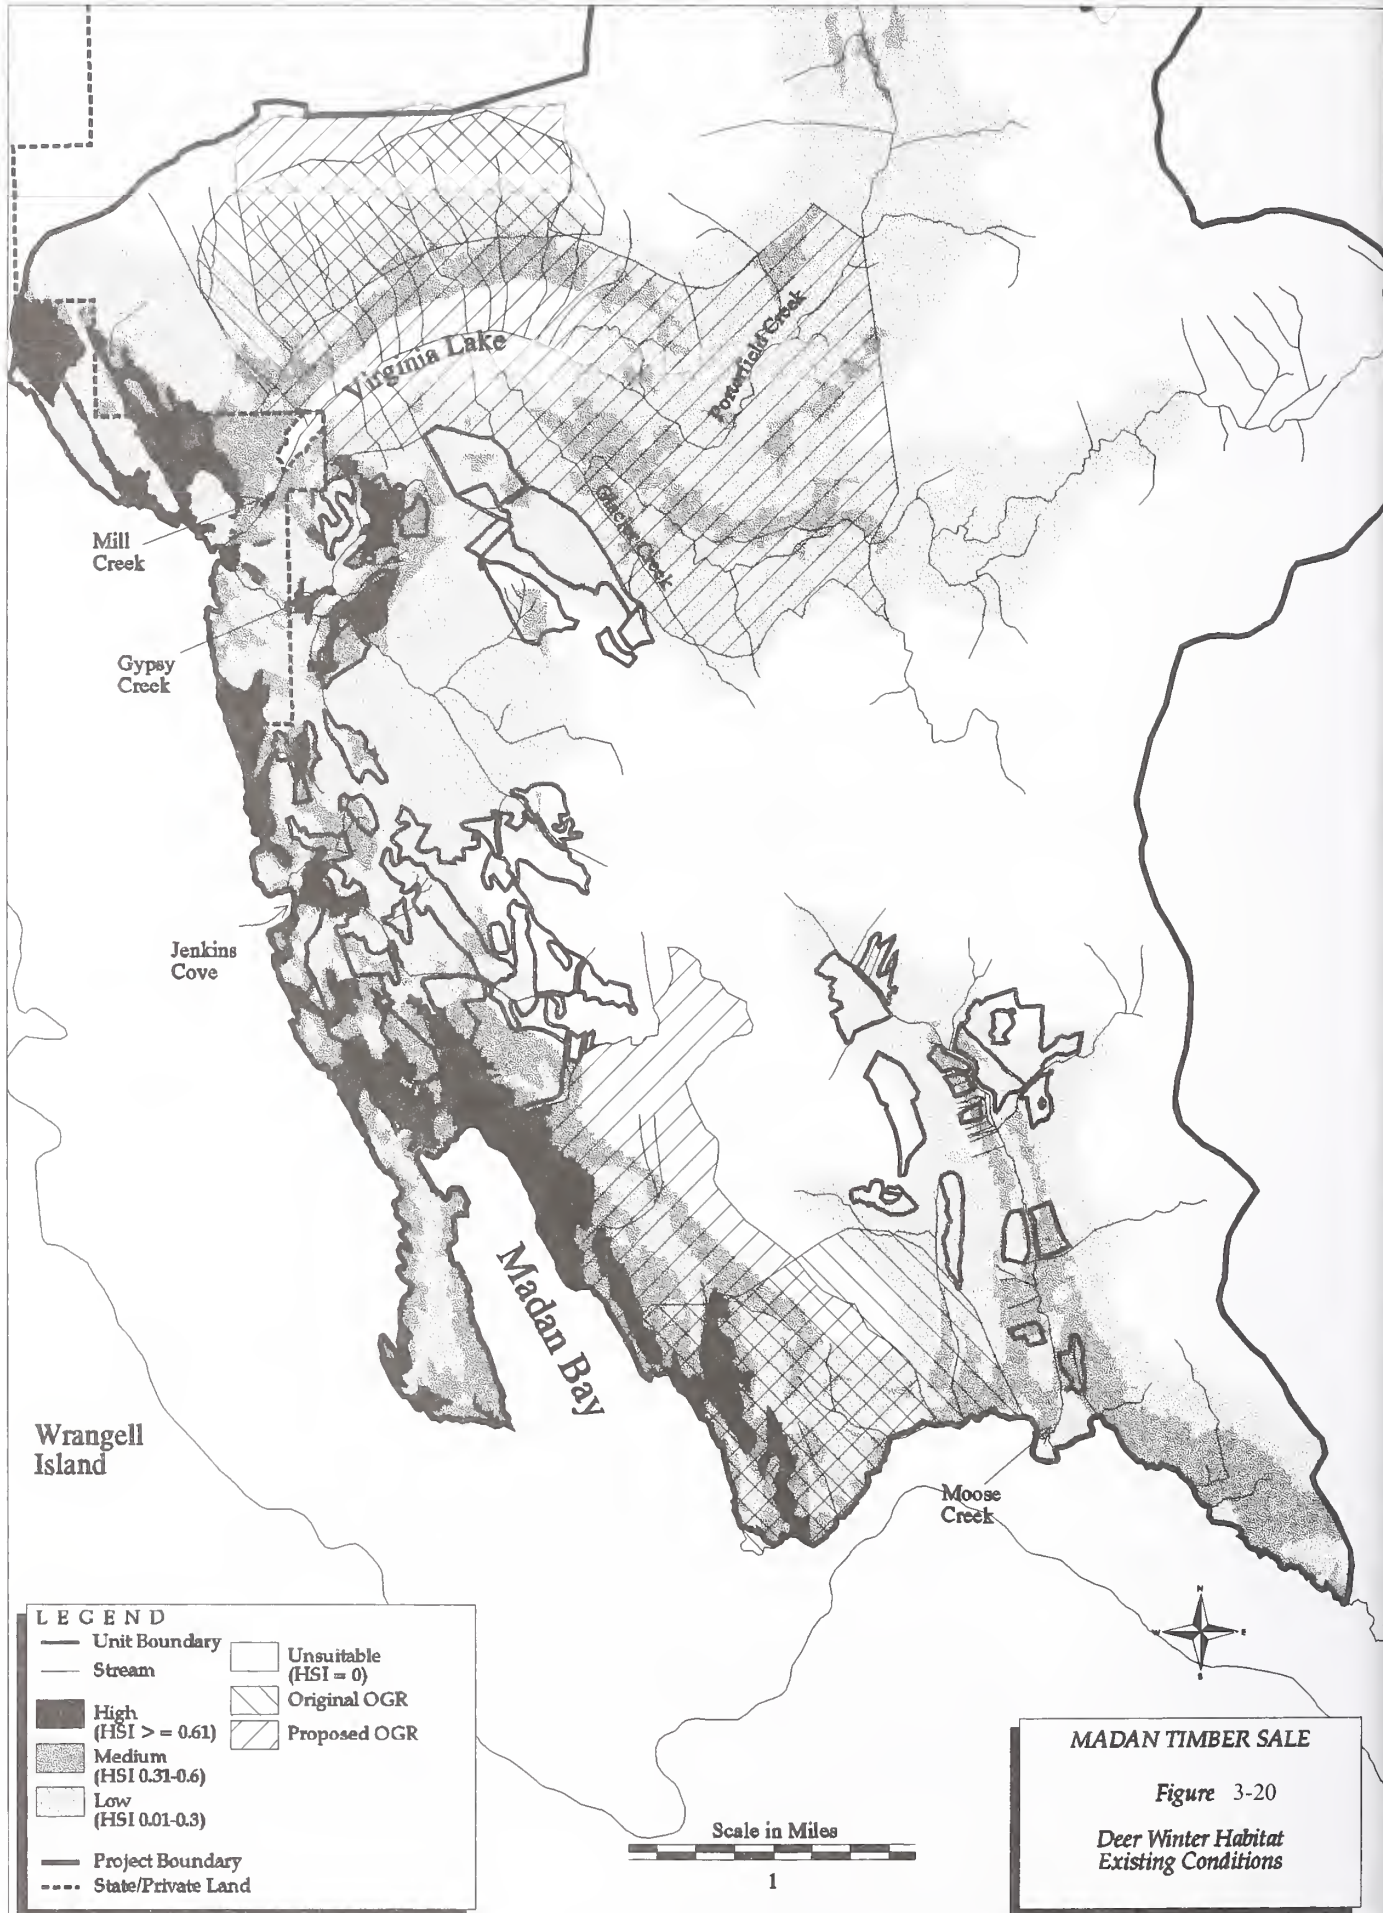 Virginia Lake
Porterfield Creek
Glacier Creek
Mill
Creek
Gypsy
Creek
Jenkins
Cove
Madan Bay
Wrangell
Island
Moose
Creek
N
W
E
S
LEGEND
Unit Boundary
Stream
High
(HSI > = 0.61)
Medium
(HSI 0.31-0.6)
Low
(HSI 0.01-0.3)
Unsuitable
(HSI = 0)
Original OGR
Proposed OGR
Project Boundary
State/Private Land
Scale in Miles
1
MADAN TIMBER SALE
Figure 3-20
Deer Winter Habitat
Existing Conditions